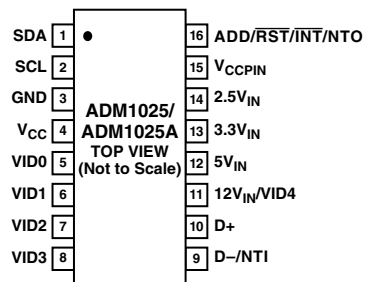 SDA 1
16 ADD/RST/INT/NTO
SCL 2
15 VCCPIN
GND 3
14 2.5VIN
ADM1025/
VCC 4
ADM1025A
13 3.3VIN
TOP VIEW
VID0 5
(Not to Scale)
12 5VIN
VID1 6
11 12VIN/VID4
VID2 7
10 D+
VID3 8
9 D–/NTI